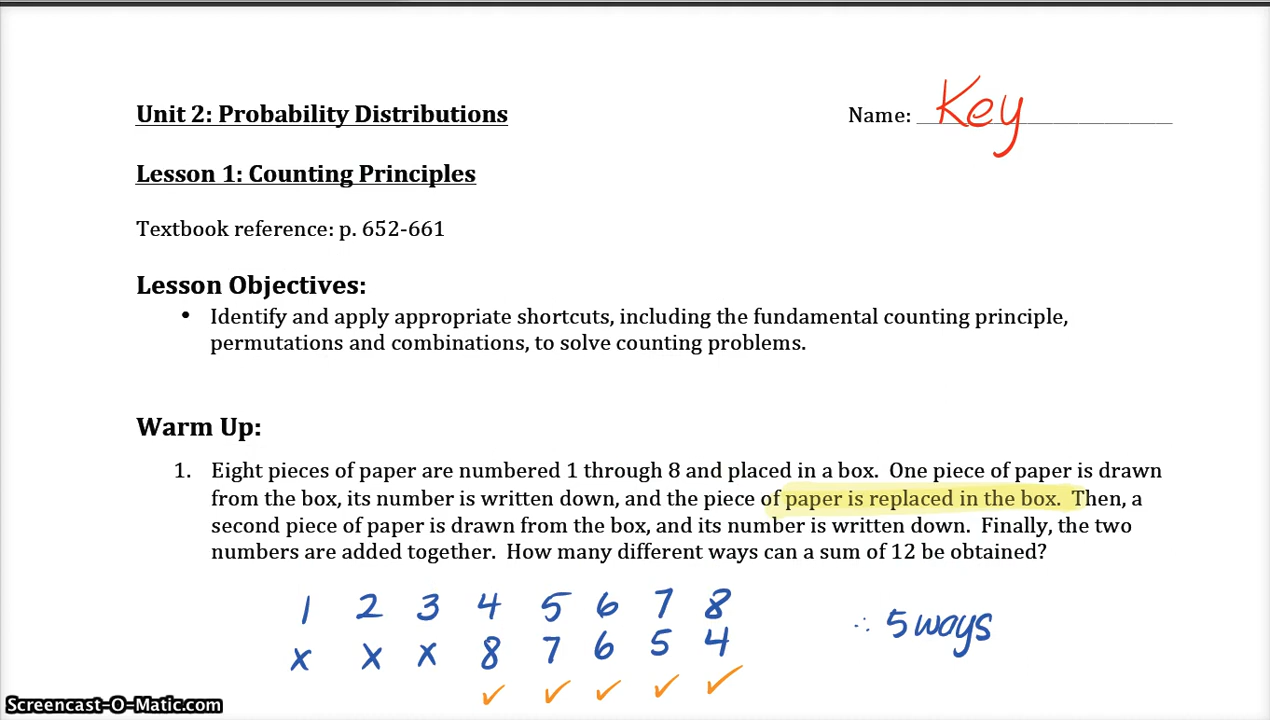 Unit 2: Probability Distributions Name: Key
Lesson 1: Counting Principles
Textbook reference: p. 652-661
Lesson Objectives:
• Identify and apply appropriate shortcuts, including the fundamental counting principle,
permutations and combinations, to solve counting problems.
Warm Up:
1. Eight pieces of paper are numbered 1 through 8 and placed in a box. One piece of paper is drawn
from the box, its number is written down, and the piece of paper is replaced in the box. Then, a
second piece of paper is drawn from the box, and its number is written down. Finally, the two
numbers are added together. How many different ways can a sum of 12 be obtained?
1 2 3 4 5 6 7 8 ∴ 5 ways
x x x 8 7 6 5 4
✓ ✓ ✓ ✓ ✓
Screencast-O-Matic.com